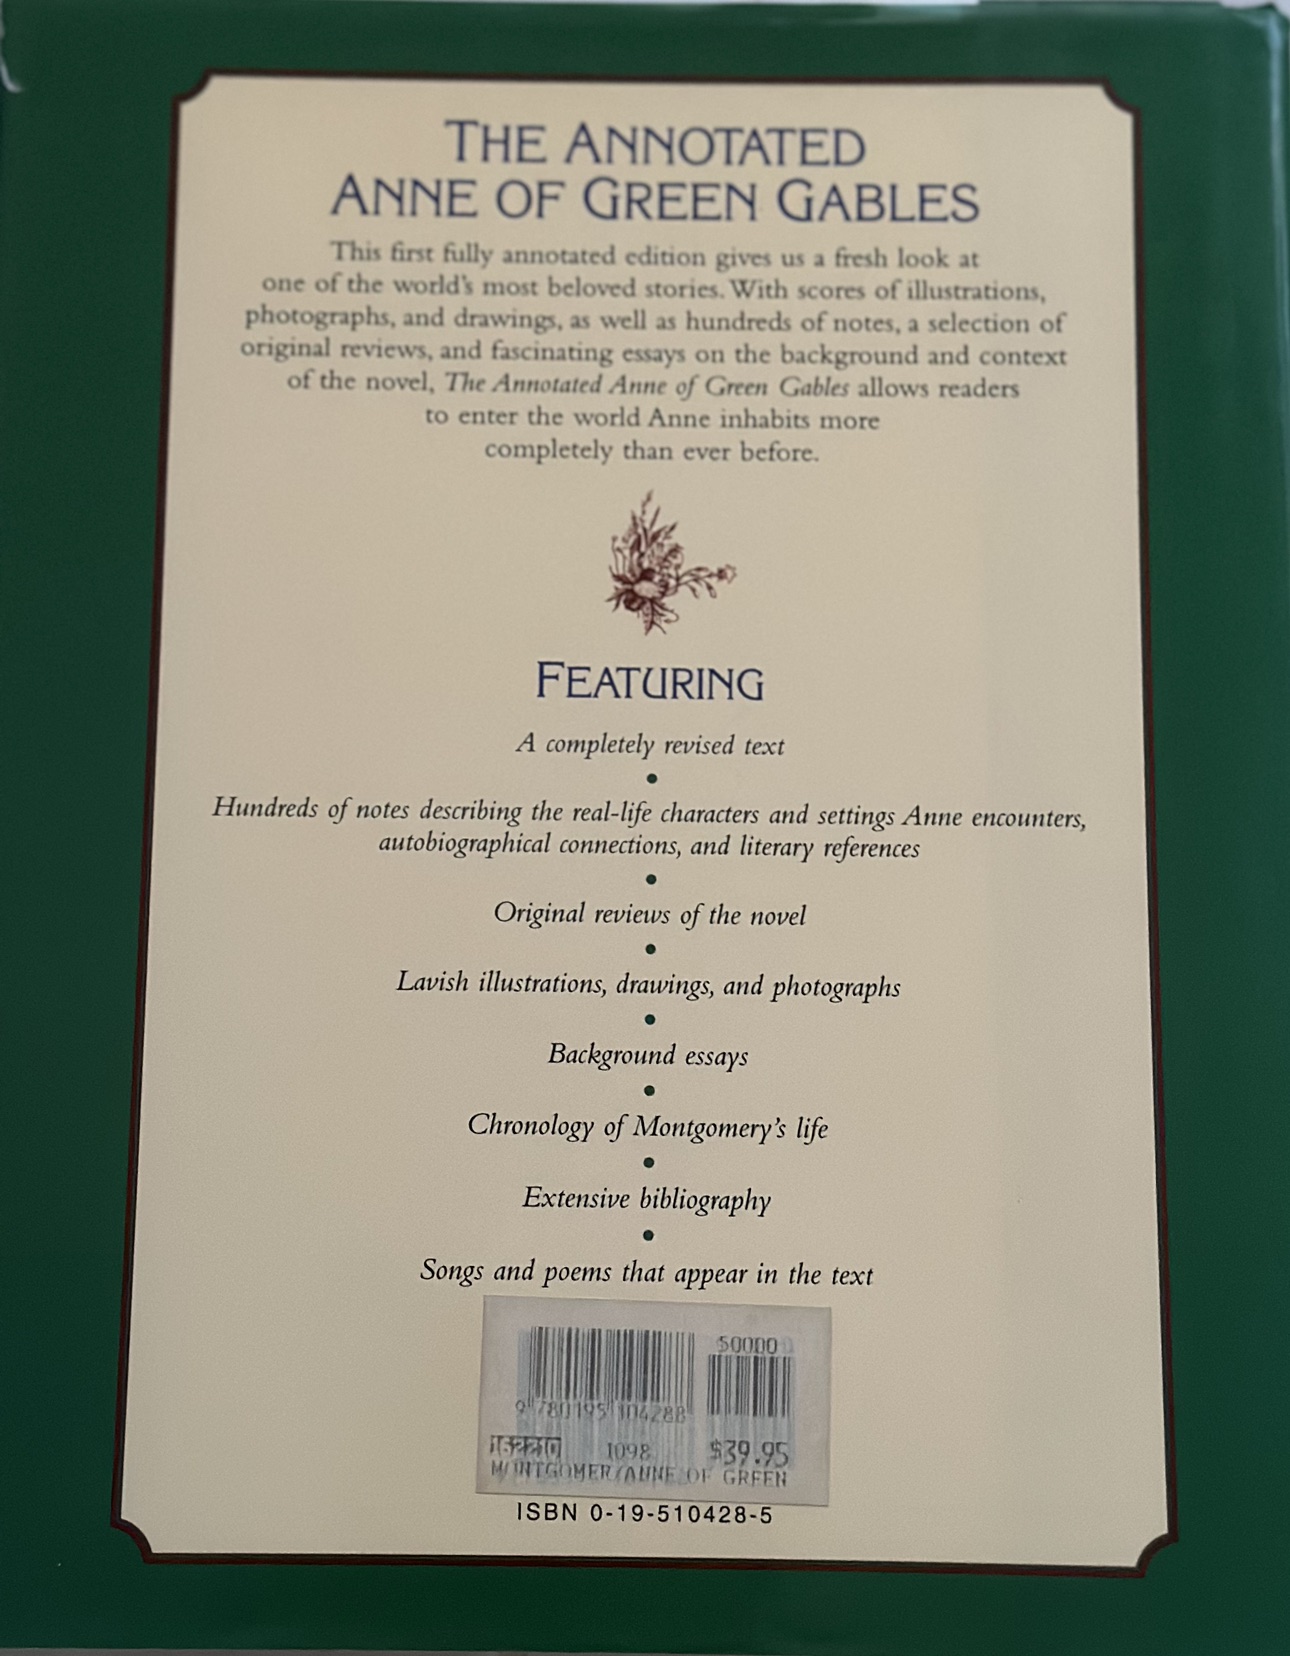 THE ANNOTATED
ANNE OF GREEN GABLES
This first fully annotated edition gives us a fresh look at
one of the world's most beloved stories. With scores of illustrations,
photographs, and drawings, as well as hundreds of notes, a selection of
original reviews, and fascinating essays on the background and context
of the novel, The Annotated Anne of Green Gables allows readers
to enter the world Anne inhabits more
completely than ever before.
FEATURING
A completely revised text
•
Hundreds of notes describing the real-life characters and settings Anne encounters,
autobiographical connections, and literary references
•
Original reviews of the novel
•
Lavish illustrations, drawings, and photographs
•
Background essays
•
Chronology of Montgomery's life
•
Extensive bibliography
•
Songs and poems that appear in the text
50000
9 780195 104288
1098 $39.95
MONTGOMER/ANNE OF GREEN
ISBN 0-19-510428-5